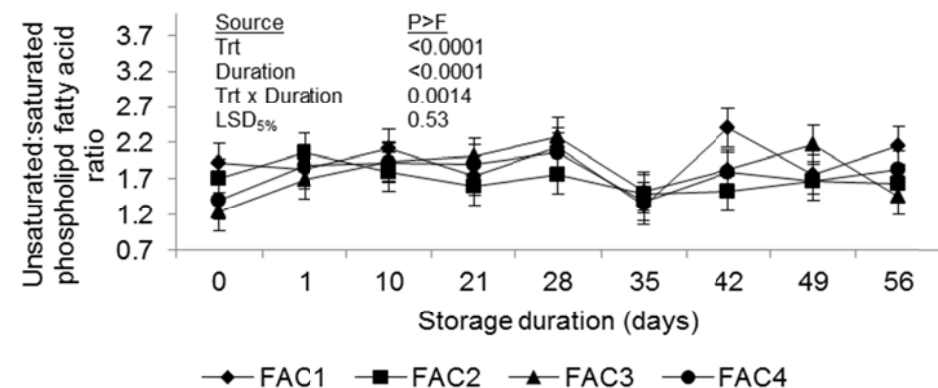 Unsaturated:saturated
phospholipd fatty acid
ratio
3.7
3.2
2.7
2.2
1.7
1.2
0.7
Source P>F
Trt <0.0001
Duration <0.0001
Trt x Duration 0.0014
LSD5% 0.53
0 1 10 21 28 35 42 49 56
Storage duration (days)
FAC1 FAC2 FAC3 FAC4